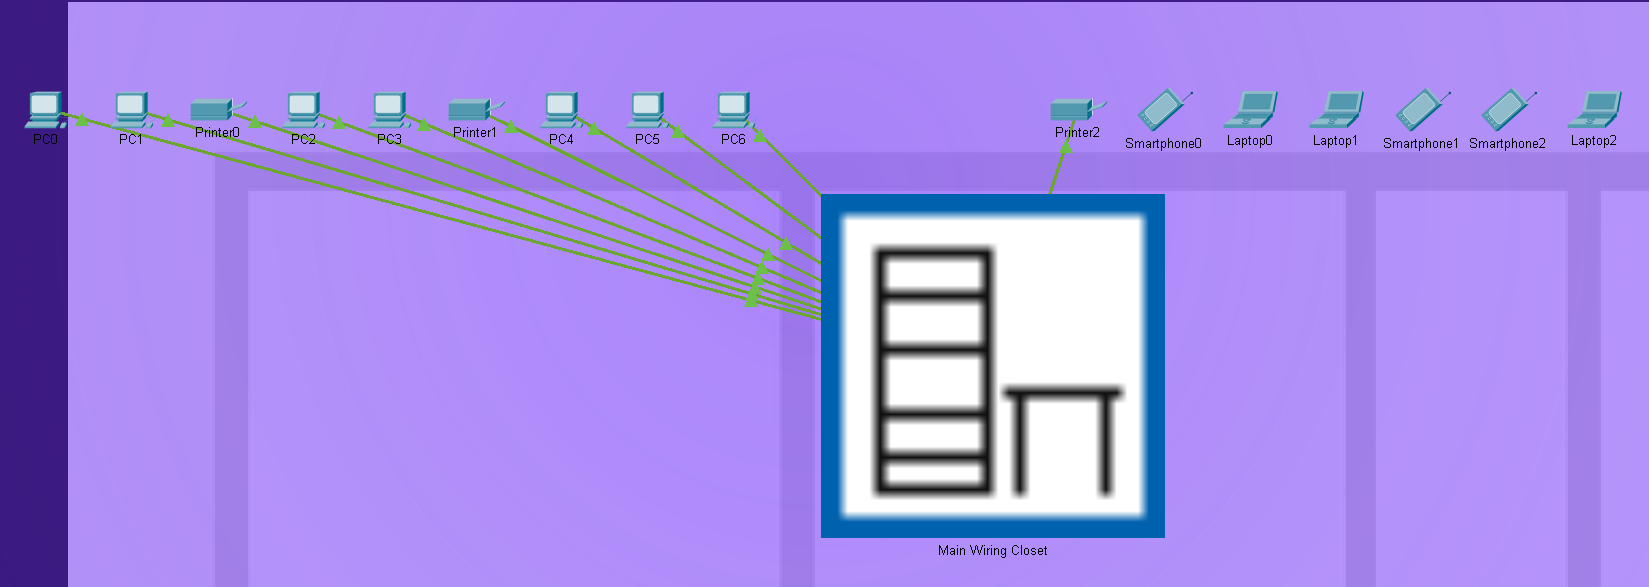 PC0
PC1
Printer0
PC2
PC3
Printer1
PC4
PC5
PC6
Printer2
Smartphone0
Laptop0
Laptop1
Smartphone1
Smartphone2
Laptop2
Main Wiring Closet